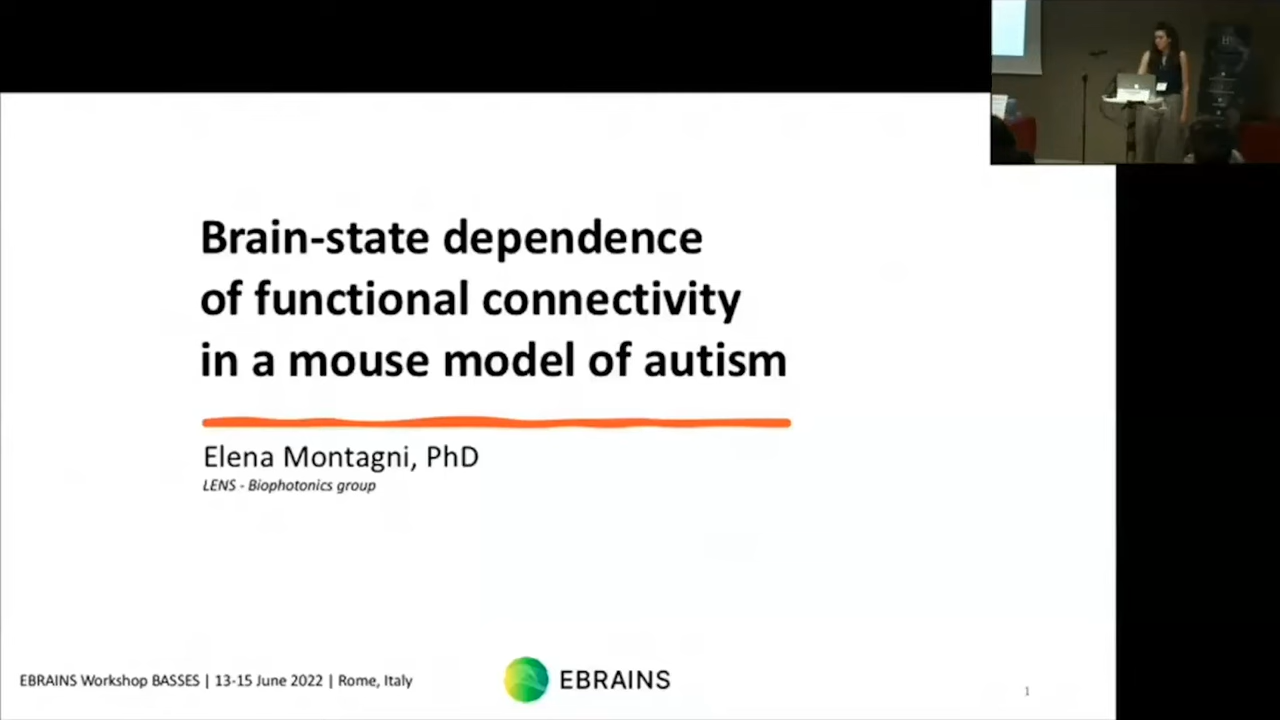 Brain-state dependence
of functional connectivity
in a mouse model of autism
Elena Montagni, PhD
LENS - Biophotonics group
EBRAINS Workshop BASSES | 13-15 June 2022 | Rome, Italy
EBRAINS
1